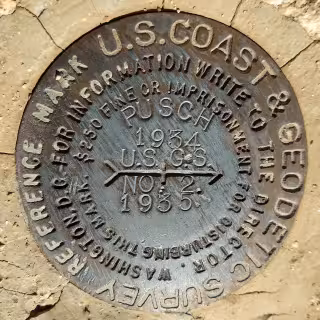 U.S. COAST & GEODETIC SURVEY REFERENCE MARK
FOR INFORMATION WRITE TO THE DIRECTOR, WASHINGTON, D.C.
$250 FINE OR IMPRISONMENT FOR DISTURBING THIS MARK.
PUSCH
1934
U.S.G.S.
NO. 2.
1935.